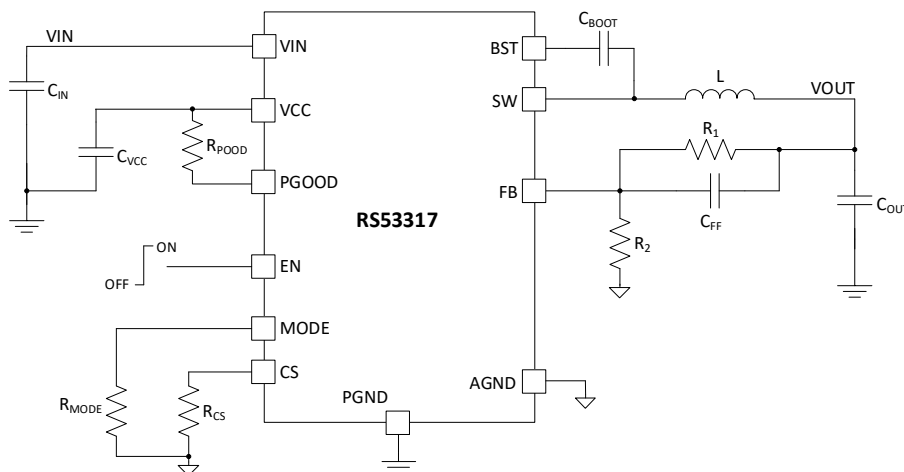 VIN
VIN
CIN
VCC
CVCC
RPOOD
PGOOD
RS53317
ON
OFF
EN
MODE
CS
RMODE
RCS
PGND
AGND
BST
CBOOT
SW
L
VOUT
R1
FB
CFF
R2
COUT